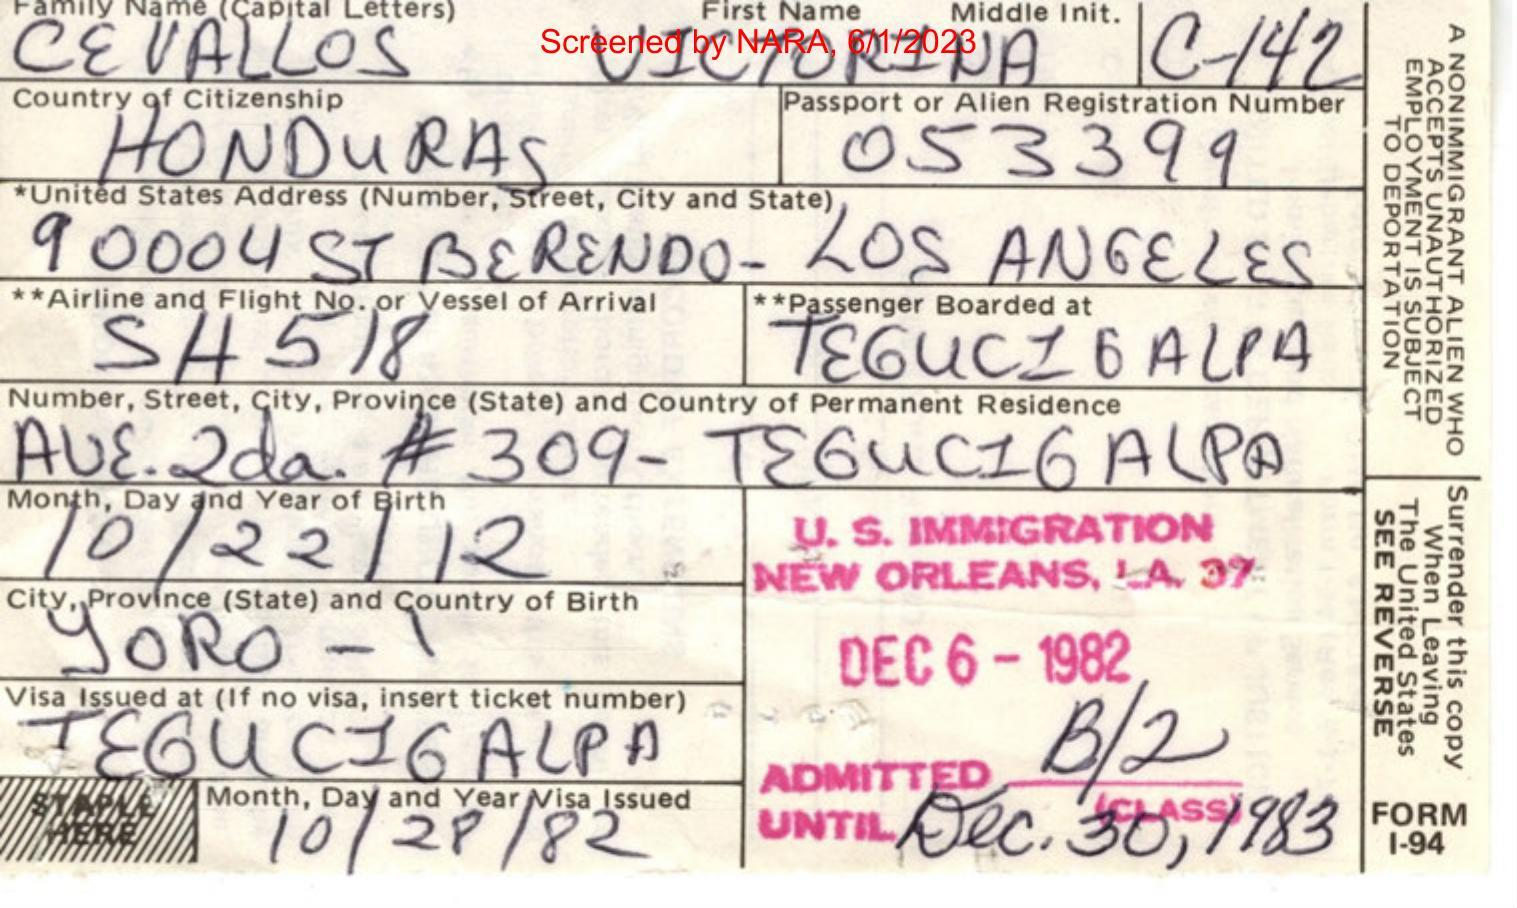 Family Name (Capital Letters) First Name Middle Init.
Screened by NARA, 6/1/2023
CEVALLOS VICTORINA C-142
Country of Citizenship Passport or Alien Registration Number
HONDURAS 053399
*United States Address (Number, Street, City and State)
90004 ST BERENDO- LOS ANGELES
**Airline and Flight No. or Vessel of Arrival **Passenger Boarded at
SH 518 TEGUCIGALPA
Number, Street, City, Province (State) and Country of Permanent Residence
AVE. 2da. # 309- TEGUCIGALPA
Month, Day and Year of Birth
10/22/12
City, Province (State) and Country of Birth
YORO -
Visa Issued at (If no visa, insert ticket number)
TEGUCIGALPA
STAPLE
HERE
Month, Day and Year Visa Issued
10/28/82
U. S. IMMIGRATION
NEW ORLEANS, LA. 37
DEC 6 - 1982
B/2
ADMITTED
(CLASS)
UNTIL Dec. 30, 1983
A NONIMMIGRANT ALIEN WHO
ACCEPTS UNAUTHORIZED
EMPLOYMENT IS SUBJECT
TO DEPORTATION
Surrender this copy
When Leaving
The United States
SEE REVERSE
FORM
I-94